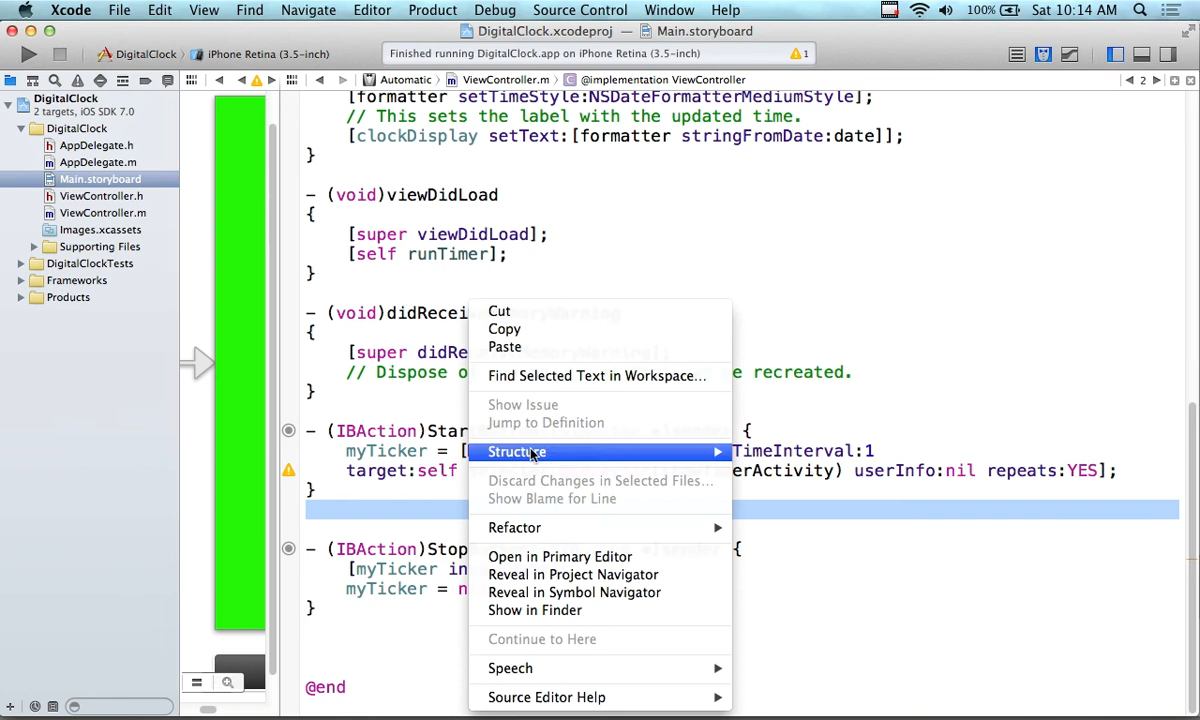 Xcode File Edit View Find Navigate Editor Product Debug Source Control Window Help 100% Sat 10:14 AM
DigitalClock.xcodeproj — Main.storyboard
DigitalClock iPhone Retina (3.5-inch) Finished running DigitalClock.app on iPhone Retina (3.5-inch) 1
Automatic ViewController.m @implementation ViewController 2
DigitalClock
2 targets, iOS SDK 7.0
DigitalClock
AppDelegate.h
AppDelegate.m
Main.storyboard
ViewController.h
ViewController.m
Images.xcassets
Supporting Files
DigitalClockTests
Frameworks
Products
[formatter setTimeStyle:NSDateFormatterMediumStyle];
// This sets the label with the updated time.
[clockDisplay setText:[formatter stringFromDate:date]];
}
- (void)viewDidLoad
{
[super viewDidLoad];
[self runTimer];
}
- (void)didRecei
{
[super didRe
// Dispose o e recreated.
}
- (IBAction)Star {
myTicker = [ TimeInterval:1
target:self erActivity) userInfo:nil repeats:YES];
}
- (IBAction)Stop {
[myTicker in
myTicker = n
}
@end
Cut
Copy
Paste
Find Selected Text in Workspace...
Show Issue
Jump to Definition
Structure
Discard Changes in Selected Files...
Show Blame for Line
Refactor
Open in Primary Editor
Reveal in Project Navigator
Reveal in Symbol Navigator
Show in Finder
Continue to Here
Speech
Source Editor Help